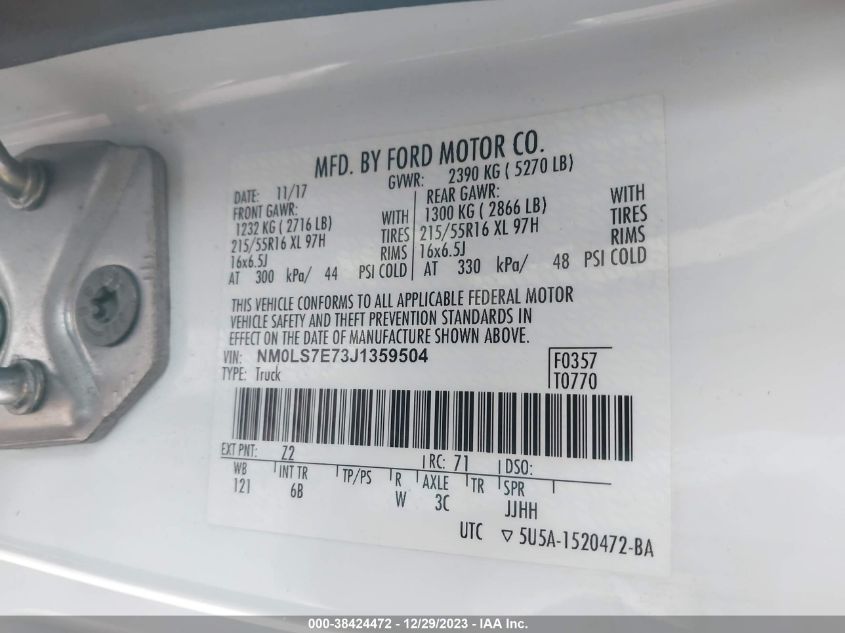 MFD. BY FORD MOTOR CO.
DATE: 11/17 GVWR: 2390 KG ( 5270 LB)
FRONT GAWR: REAR GAWR:
1232 KG ( 2716 LB) WITH 1300 KG ( 2866 LB) WITH
215/55R16 XL 97H TIRES 215/55R16 XL 97H TIRES
16x6.5J RIMS 16x6.5J RIMS
AT 300 kPa/ 44 PSI COLD AT 330 kPa/ 48 PSI COLD
THIS VEHICLE CONFORMS TO ALL APPLICABLE FEDERAL MOTOR
VEHICLE SAFETY AND THEFT PREVENTION STANDARDS IN
EFFECT ON THE DATE OF MANUFACTURE SHOWN ABOVE.
VIN: NM0LS7E73J1359504 F0357
TYPE: Truck T0770
EXT PNT: Z2 RC: 71 DSO:
WB INT TR TP/PS R AXLE TR SPR
121 6B W 3C JJHH
UTC ▽ 5U5A-1520472-BA
000-38424472 - 12/29/2023 - IAA Inc.